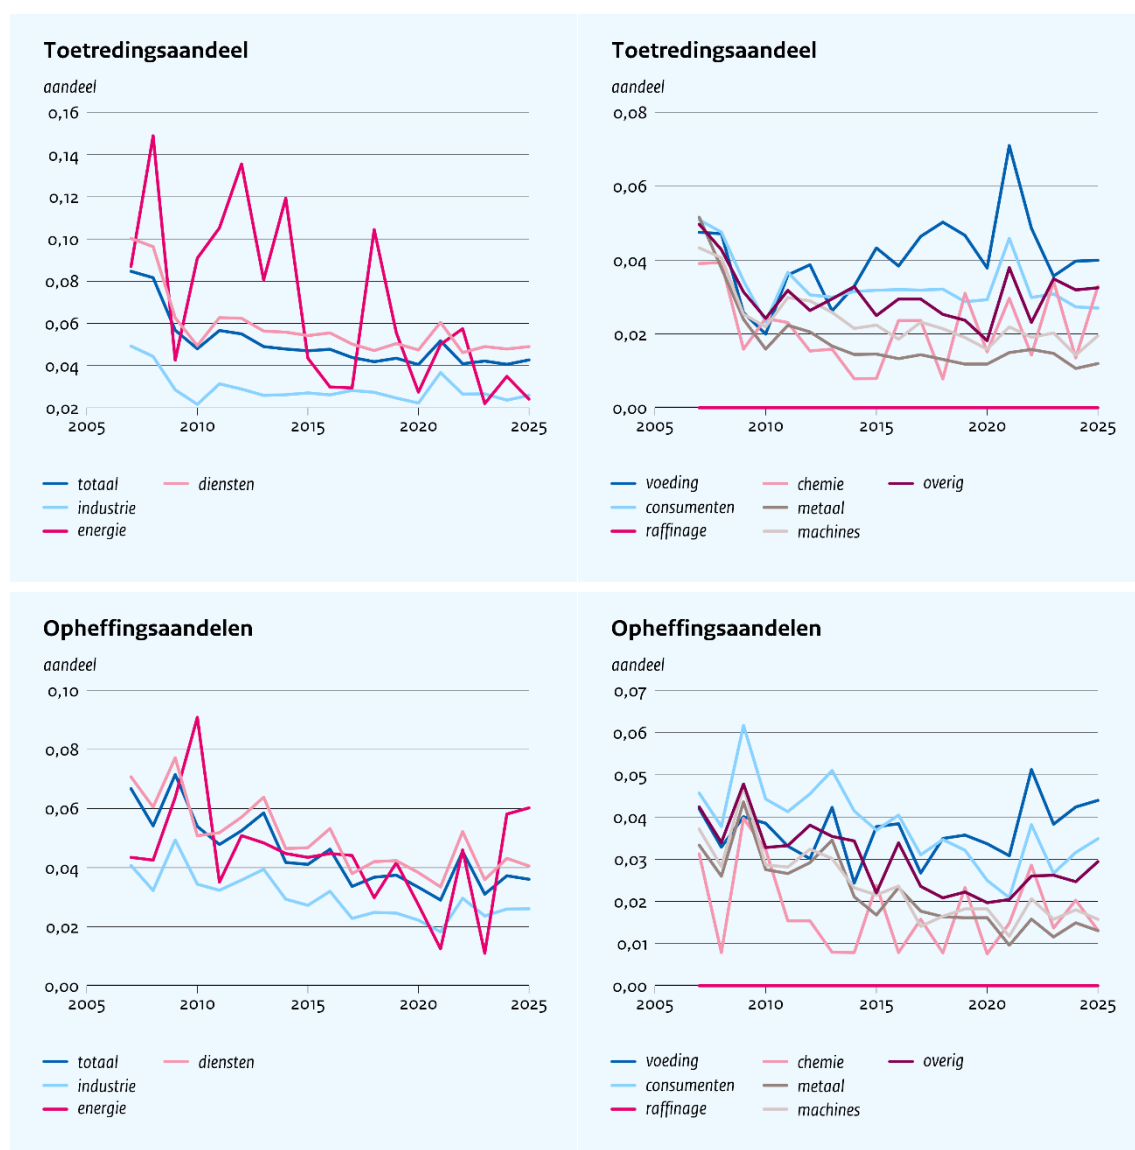 Toetredingsaandeel
aandeel
0,16
0,14
0,12
0,10
0,08
0,06
0,04
0,02
2005 2010 2015 2020 2025
totaal diensten
industrie
energie
Toetredingsaandeel
aandeel
0,08
0,06
0,04
0,02
0,00
2005 2010 2015 2020 2025
voeding chemie overig
consumenten metaal
raffinage machines
Opheffingsaandelen
aandeel
0,10
0,08
0,06
0,04
0,02
0,00
2005 2010 2015 2020 2025
totaal diensten
industrie
energie
Opheffingsaandelen
aandeel
0,07
0,06
0,05
0,04
0,03
0,02
0,01
0,00
2005 2010 2015 2020 2025
voeding chemie overig
consumenten metaal
raffinage machines